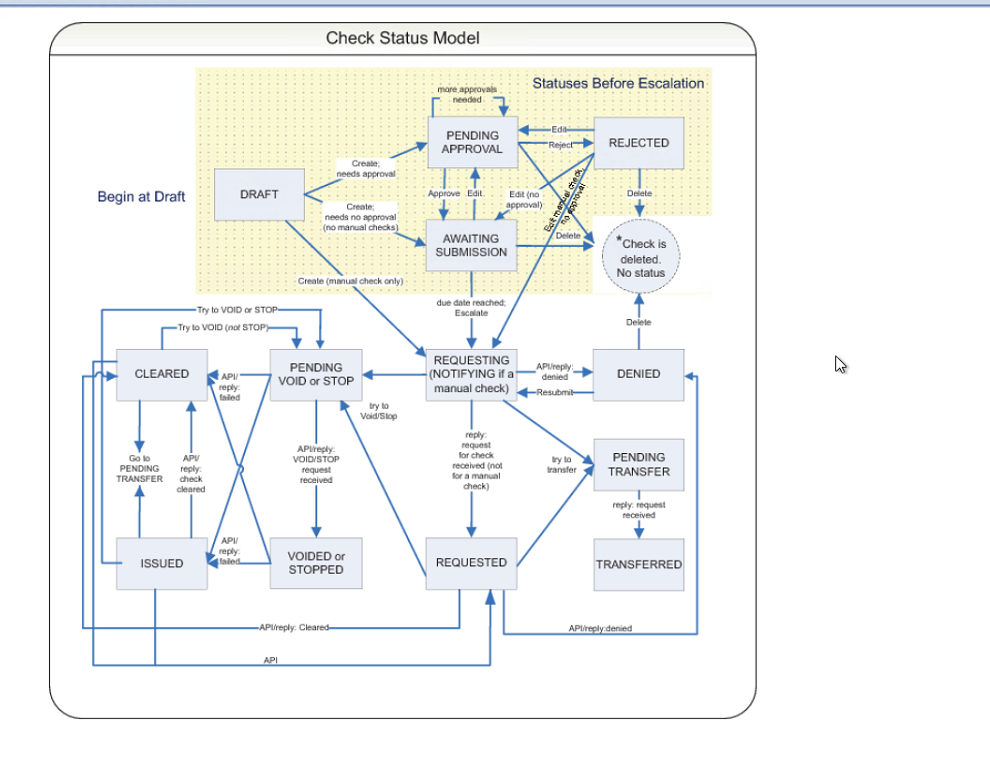 Check Status Model
Statuses Before Escalation
more approvals
needed
PENDING
APPROVAL
Edit
Reject
REJECTED
Create;
needs approval
Begin at Draft
DRAFT
Approve
Edit
Edit (no
approval)
Edit manual check,
no approval
Delete
Create;
needs no approval
(no manual checks)
AWAITING
SUBMISSION
Delete
*Check is
deleted.
No status
Create (manual check only)
due date reached;
Escalate
Delete
Try to VOID or STOP
Try to VOID (not STOP)
CLEARED
PENDING
VOID or STOP
REQUESTING
(NOTIFYING if a
manual check)
API/reply:
denied
Resubmit
DENIED
API/
reply:
failed
try to
Void/Stop
Go to
PENDING
TRANSFER
API/
reply:
check
cleared
API/reply:
VOID/STOP
request
received
reply:
request
for check
received (not
for a manual
check)
try to
transfer
PENDING
TRANSFER
reply: request
received
API/
reply:
failed
ISSUED
VOIDED or
STOPPED
REQUESTED
TRANSFERRED
API/reply: Cleared
API/reply:denied
API